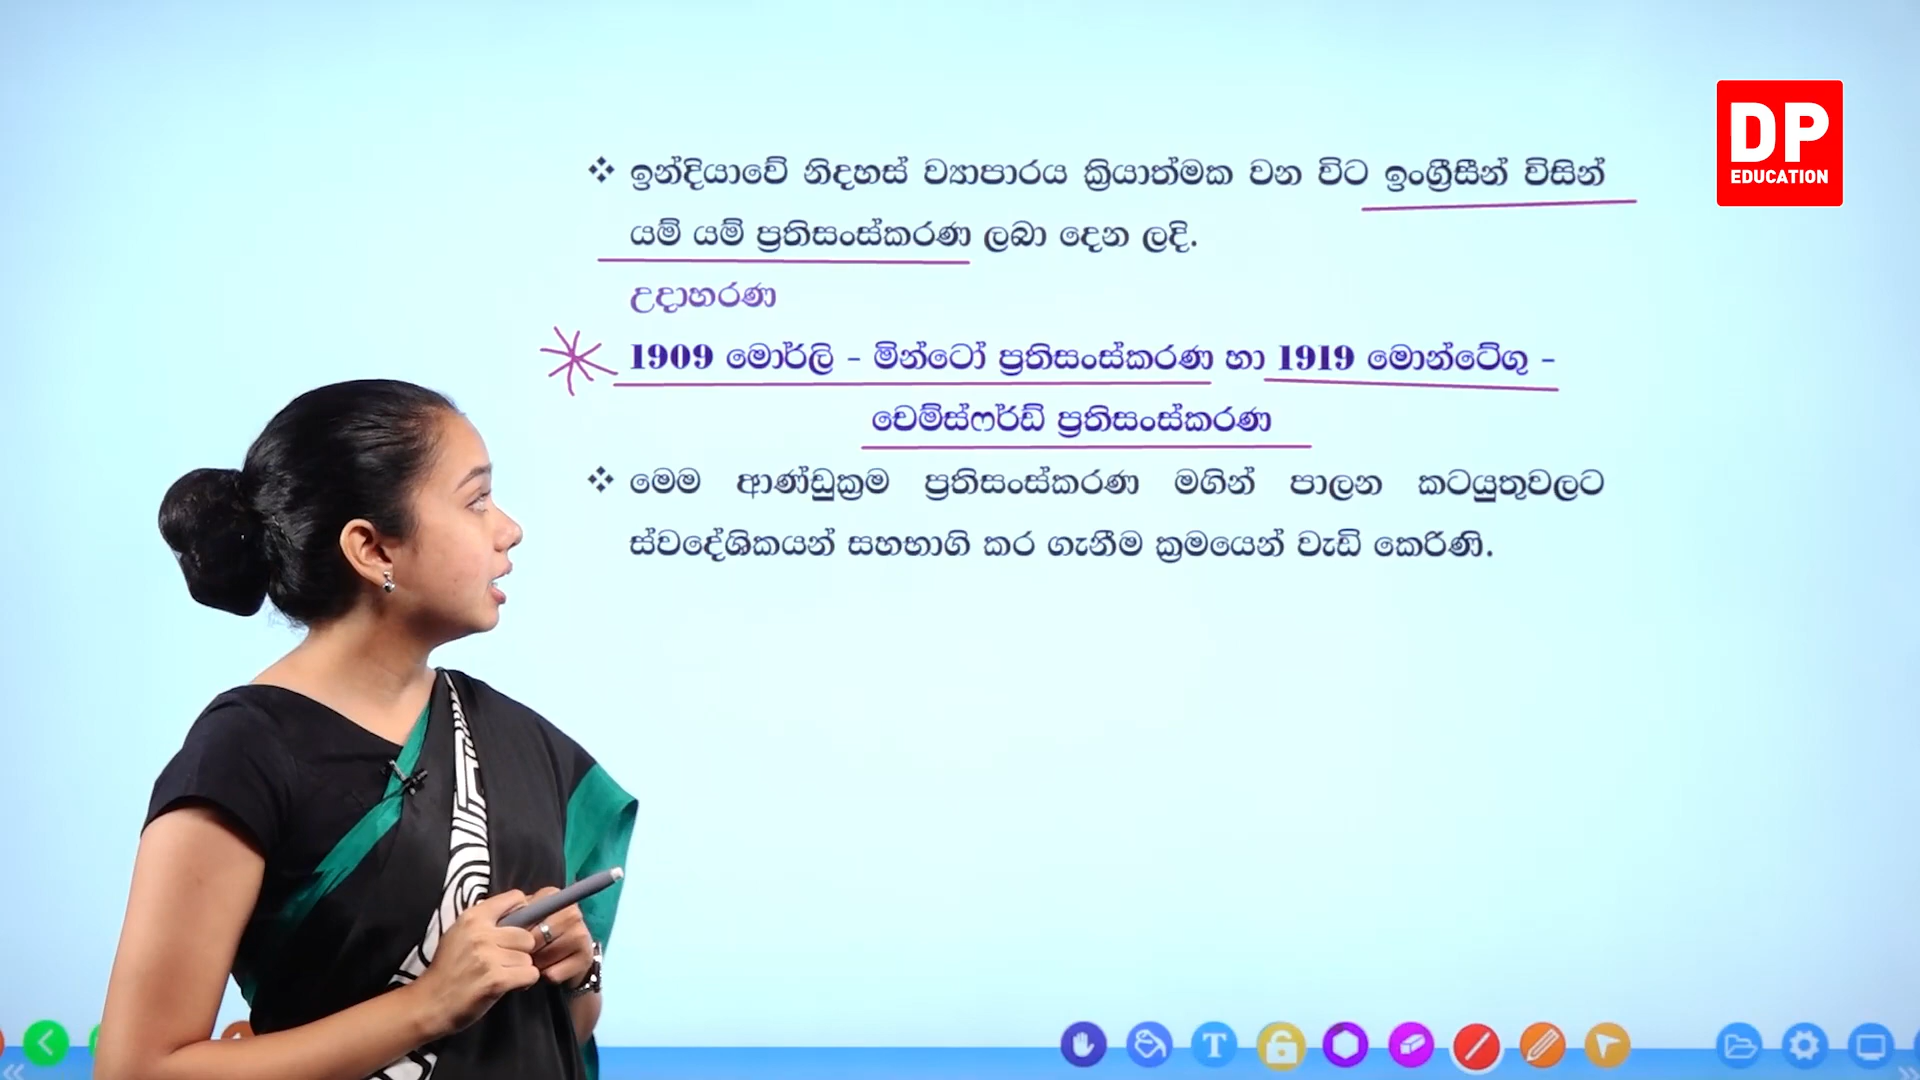 DP
EDUCATION
❖ ඉන්දියාවේ නිදහස් ව්‍යාපාරය ක්‍රියාත්මක වන විට ඉංග්‍රීසීන් විසින්
යම් යම් ප්‍රතිසංස්කරණ ලබා දෙන ලදි.
උදාහරණ
1909 මොර්ලි - මින්ටෝ ප්‍රතිසංස්කරණ හා 1919 මොන්ටේගු -
චෙම්ස්ෆර්ඩ් ප්‍රතිසංස්කරණ
❖ මෙම ආණ්ඩුක්‍රම ප්‍රතිසංස්කරණ මගින් පාලන කටයුතුවලට
ස්වදේශිකයන් සහභාගි කර ගැනීම ක්‍රමයෙන් වැඩි කෙරිණි.
T